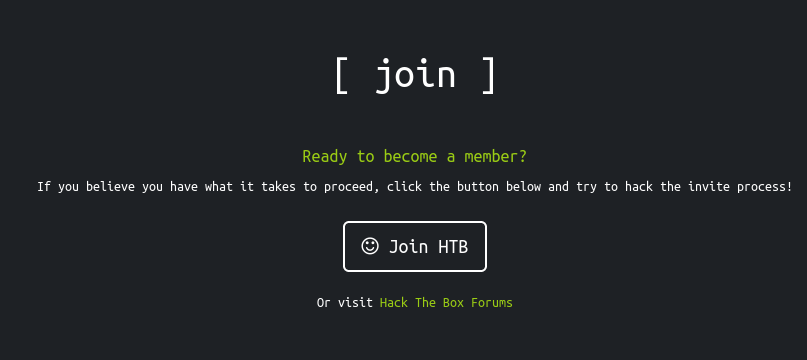 [ join ]
Ready to become a member?
If you believe you have what it takes to proceed, click the button below and try to hack the invite process!
Join HTB
Or visit Hack The Box Forums